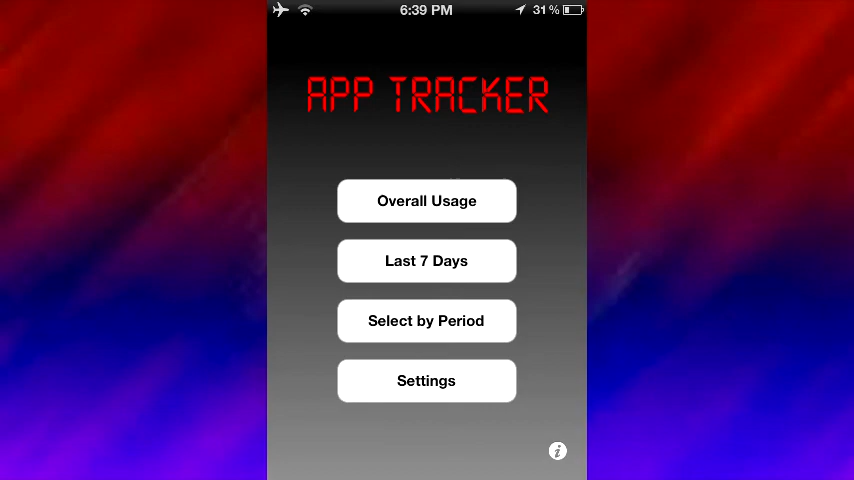 6:39 PM
31 %
APP TRACKER
Overall Usage
Last 7 Days
Select by Period
Settings
i